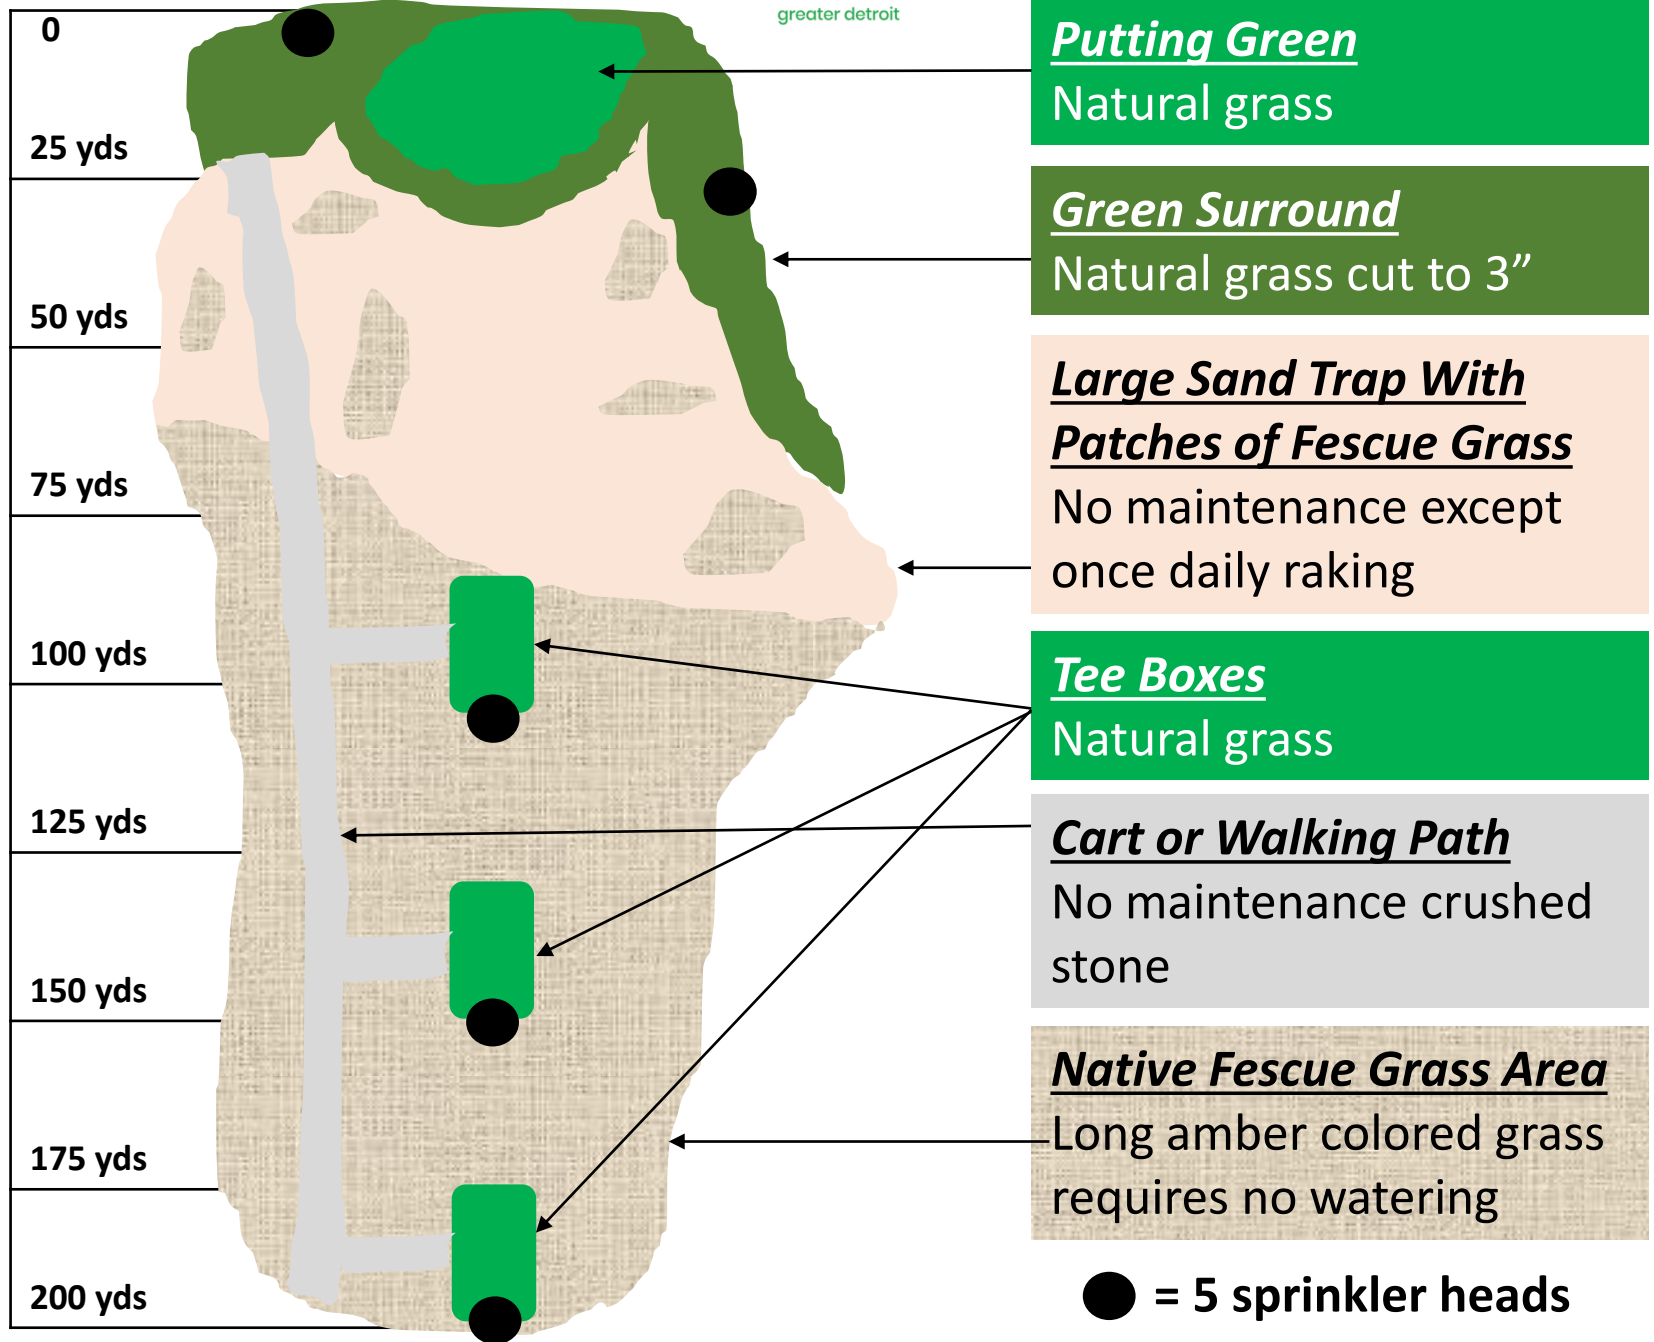 greater detroit
0
25 yds
50 yds
75 yds
100 yds
125 yds
150 yds
175 yds
200 yds
Putting Green
Natural grass
Green Surround
Natural grass cut to 3”
Large Sand Trap With
Patches of Fescue Grass
No maintenance except
once daily raking
Tee Boxes
Natural grass
Cart or Walking Path
No maintenance crushed
stone
Native Fescue Grass Area
Long amber colored grass
requires no watering
= 5 sprinkler heads